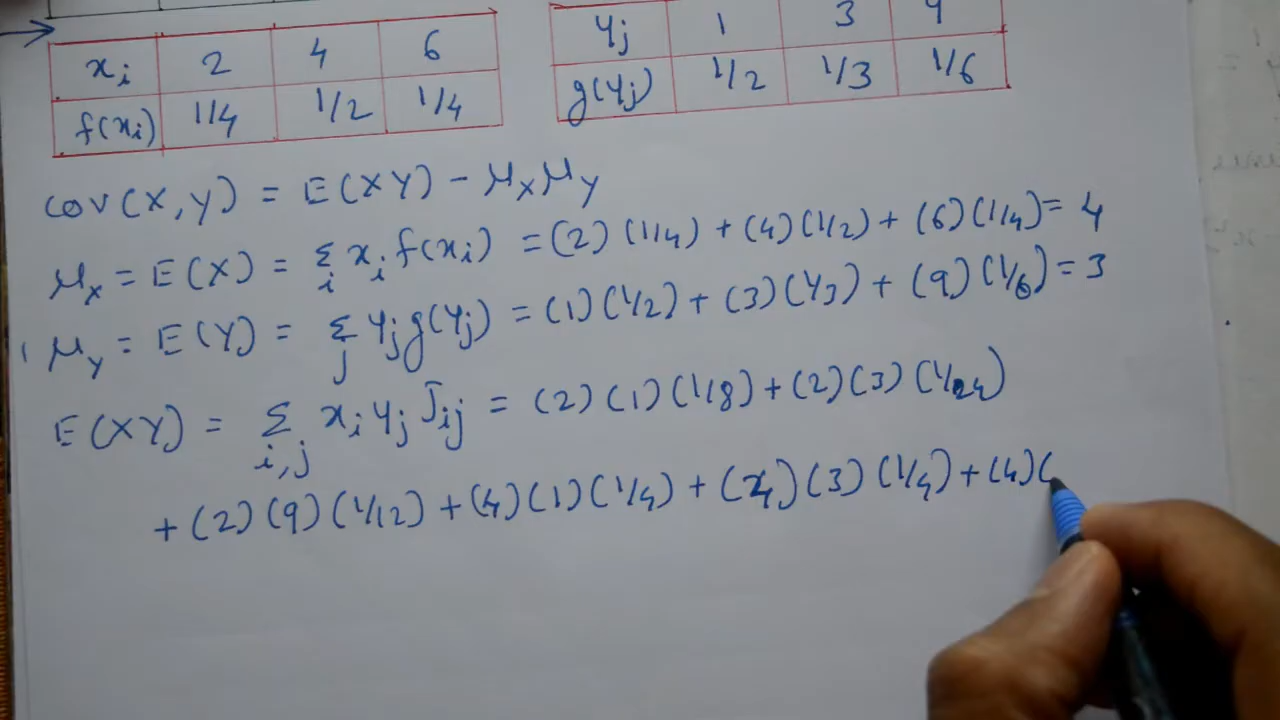 xi 2 4 6
f(xi) 1/4 1/2 1/4
yj 1 3 9
g(yj) 1/2 1/3 1/6
cov(X,Y) = E(XY) - μXμY
μX = E(X) = Σi xi f(xi) = (2)(1/4) + (4)(1/2) + (6)(1/4) = 4
μY = E(Y) = Σj yj g(yj) = (1)(1/2) + (3)(1/3) + (9)(1/6) = 3
E(XY) = Σi,j xi yj Jij = (2)(1)(1/8) + (2)(3)(1/24)
+ (2)(9)(1/12) + (4)(1)(1/4) + (4)(3)(1/4) + (4)(